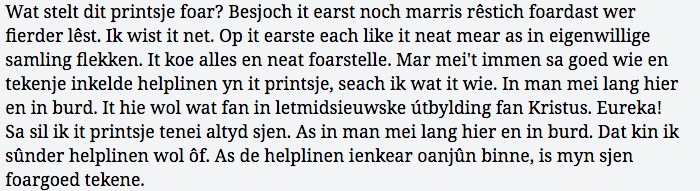 Wat stelt dit printsje foar? Besjoch it earst noch marris rêstich foardast wer
fierder lêst. Ik wist it net. Op it earste each like it neat mear as in eigenwillige
samling flekken. It koe alles en neat foarstelle. Mar mei't immen sa goed wie en
tekenje inkelde helplinen yn it printsje, seach ik wat it wie. In man mei lang hier
en in burd. It hie wol wat fan in letmidsieuwske útbylding fan Kristus. Eureka!
Sa sil ik it printsje tenei altyd sjen. As in man mei lang hier en in burd. Dat kin ik
sûnder helplinen wol ôf. As de helplinen ienkear oanjûn binne, is myn sjen
foargoed tekene.